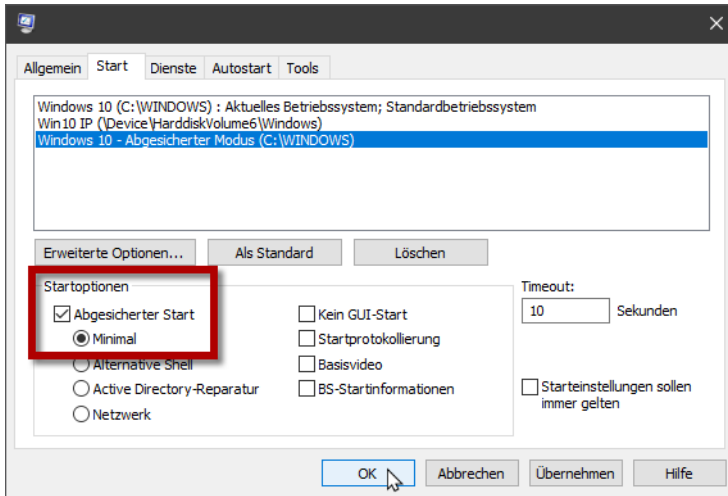 Allgemein Start Dienste Autostart Tools
Windows 10 (C:\WINDOWS) : Aktuelles Betriebssystem; Standardbetriebssystem
Win10 IP (\Device\HarddiskVolume6\Windows)
Windows 10 - Abgesicherter Modus (C:\WINDOWS)
Erweiterte Optionen... Als Standard Löschen
Startoptionen
Timeout:
Abgesicherter Start
Kein GUI-Start
10 Sekunden
Minimal
Startprotokollierung
Alternative Shell
Basisvideo
Active Directory-Reparatur
BS-Startinformationen
Starteinstellungen sollen
immer gelten
Netzwerk
OK Abbrechen Übernehmen Hilfe